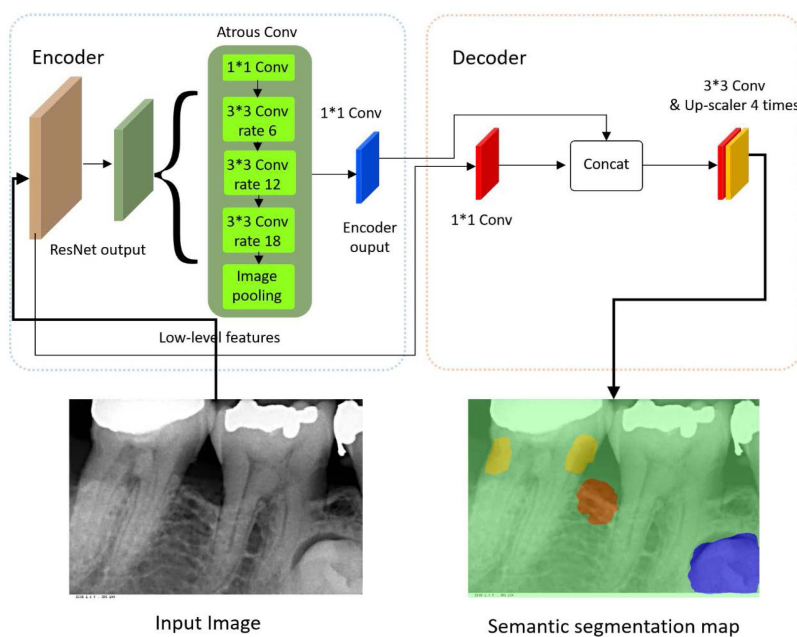 Encoder
Atrous Conv
1*1 Conv
3*3 Conv
rate 6
3*3 Conv
rate 12
3*3 Conv
rate 18
Image
pooling
ResNet output
1*1 Conv
Encoder
ouput
Low-level features
Decoder
1*1 Conv
Concat
3*3 Conv
& Up-scaler 4 times
Input Image
Semantic segmentation map